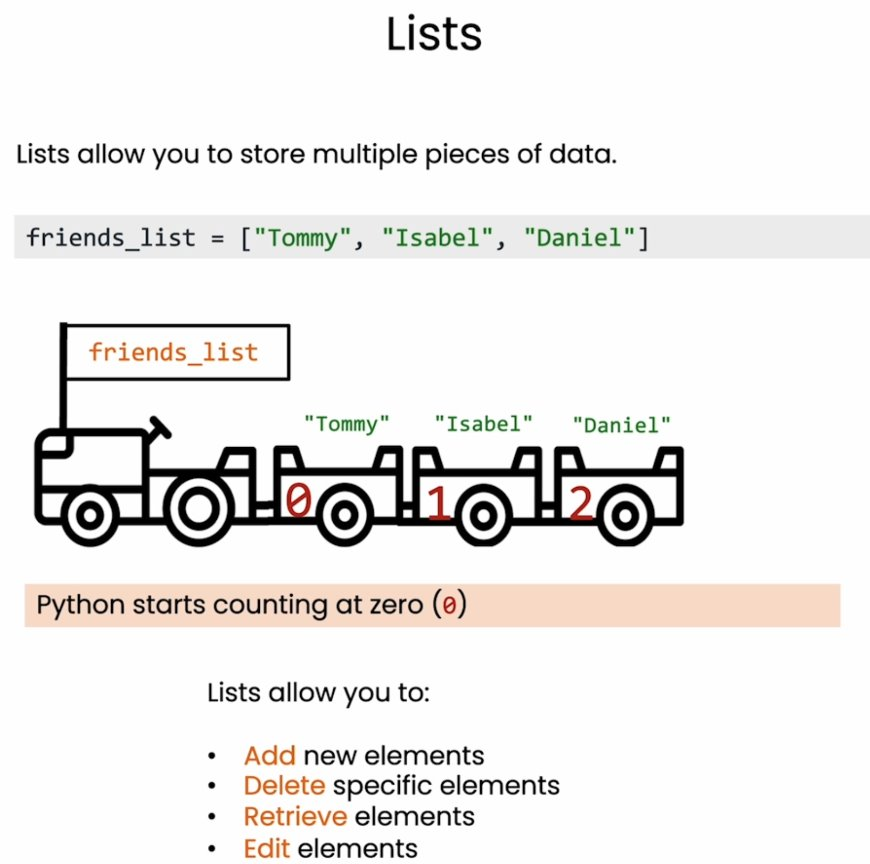 Lists
Lists allow you to store multiple pieces of data.
friends_list = ["Tommy", "Isabel", "Daniel"]
friends_list
"Tommy" "Isabel" "Daniel"
0 1 2
Python starts counting at zero (0)
Lists allow you to:
• Add new elements
• Delete specific elements
• Retrieve elements
• Edit elements